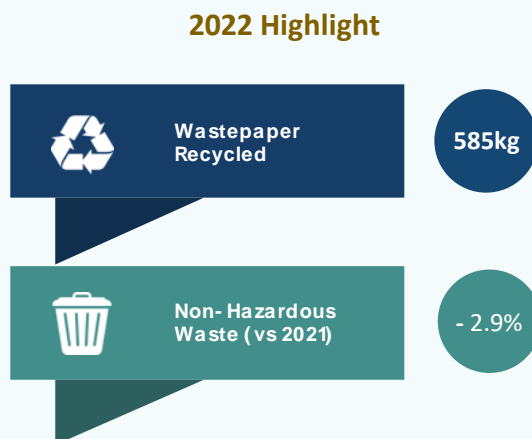 2022 Highlight
Wastepaper
Recycled
585kg
Non- Hazardous
Waste ( vs 2021)
- 2.9%